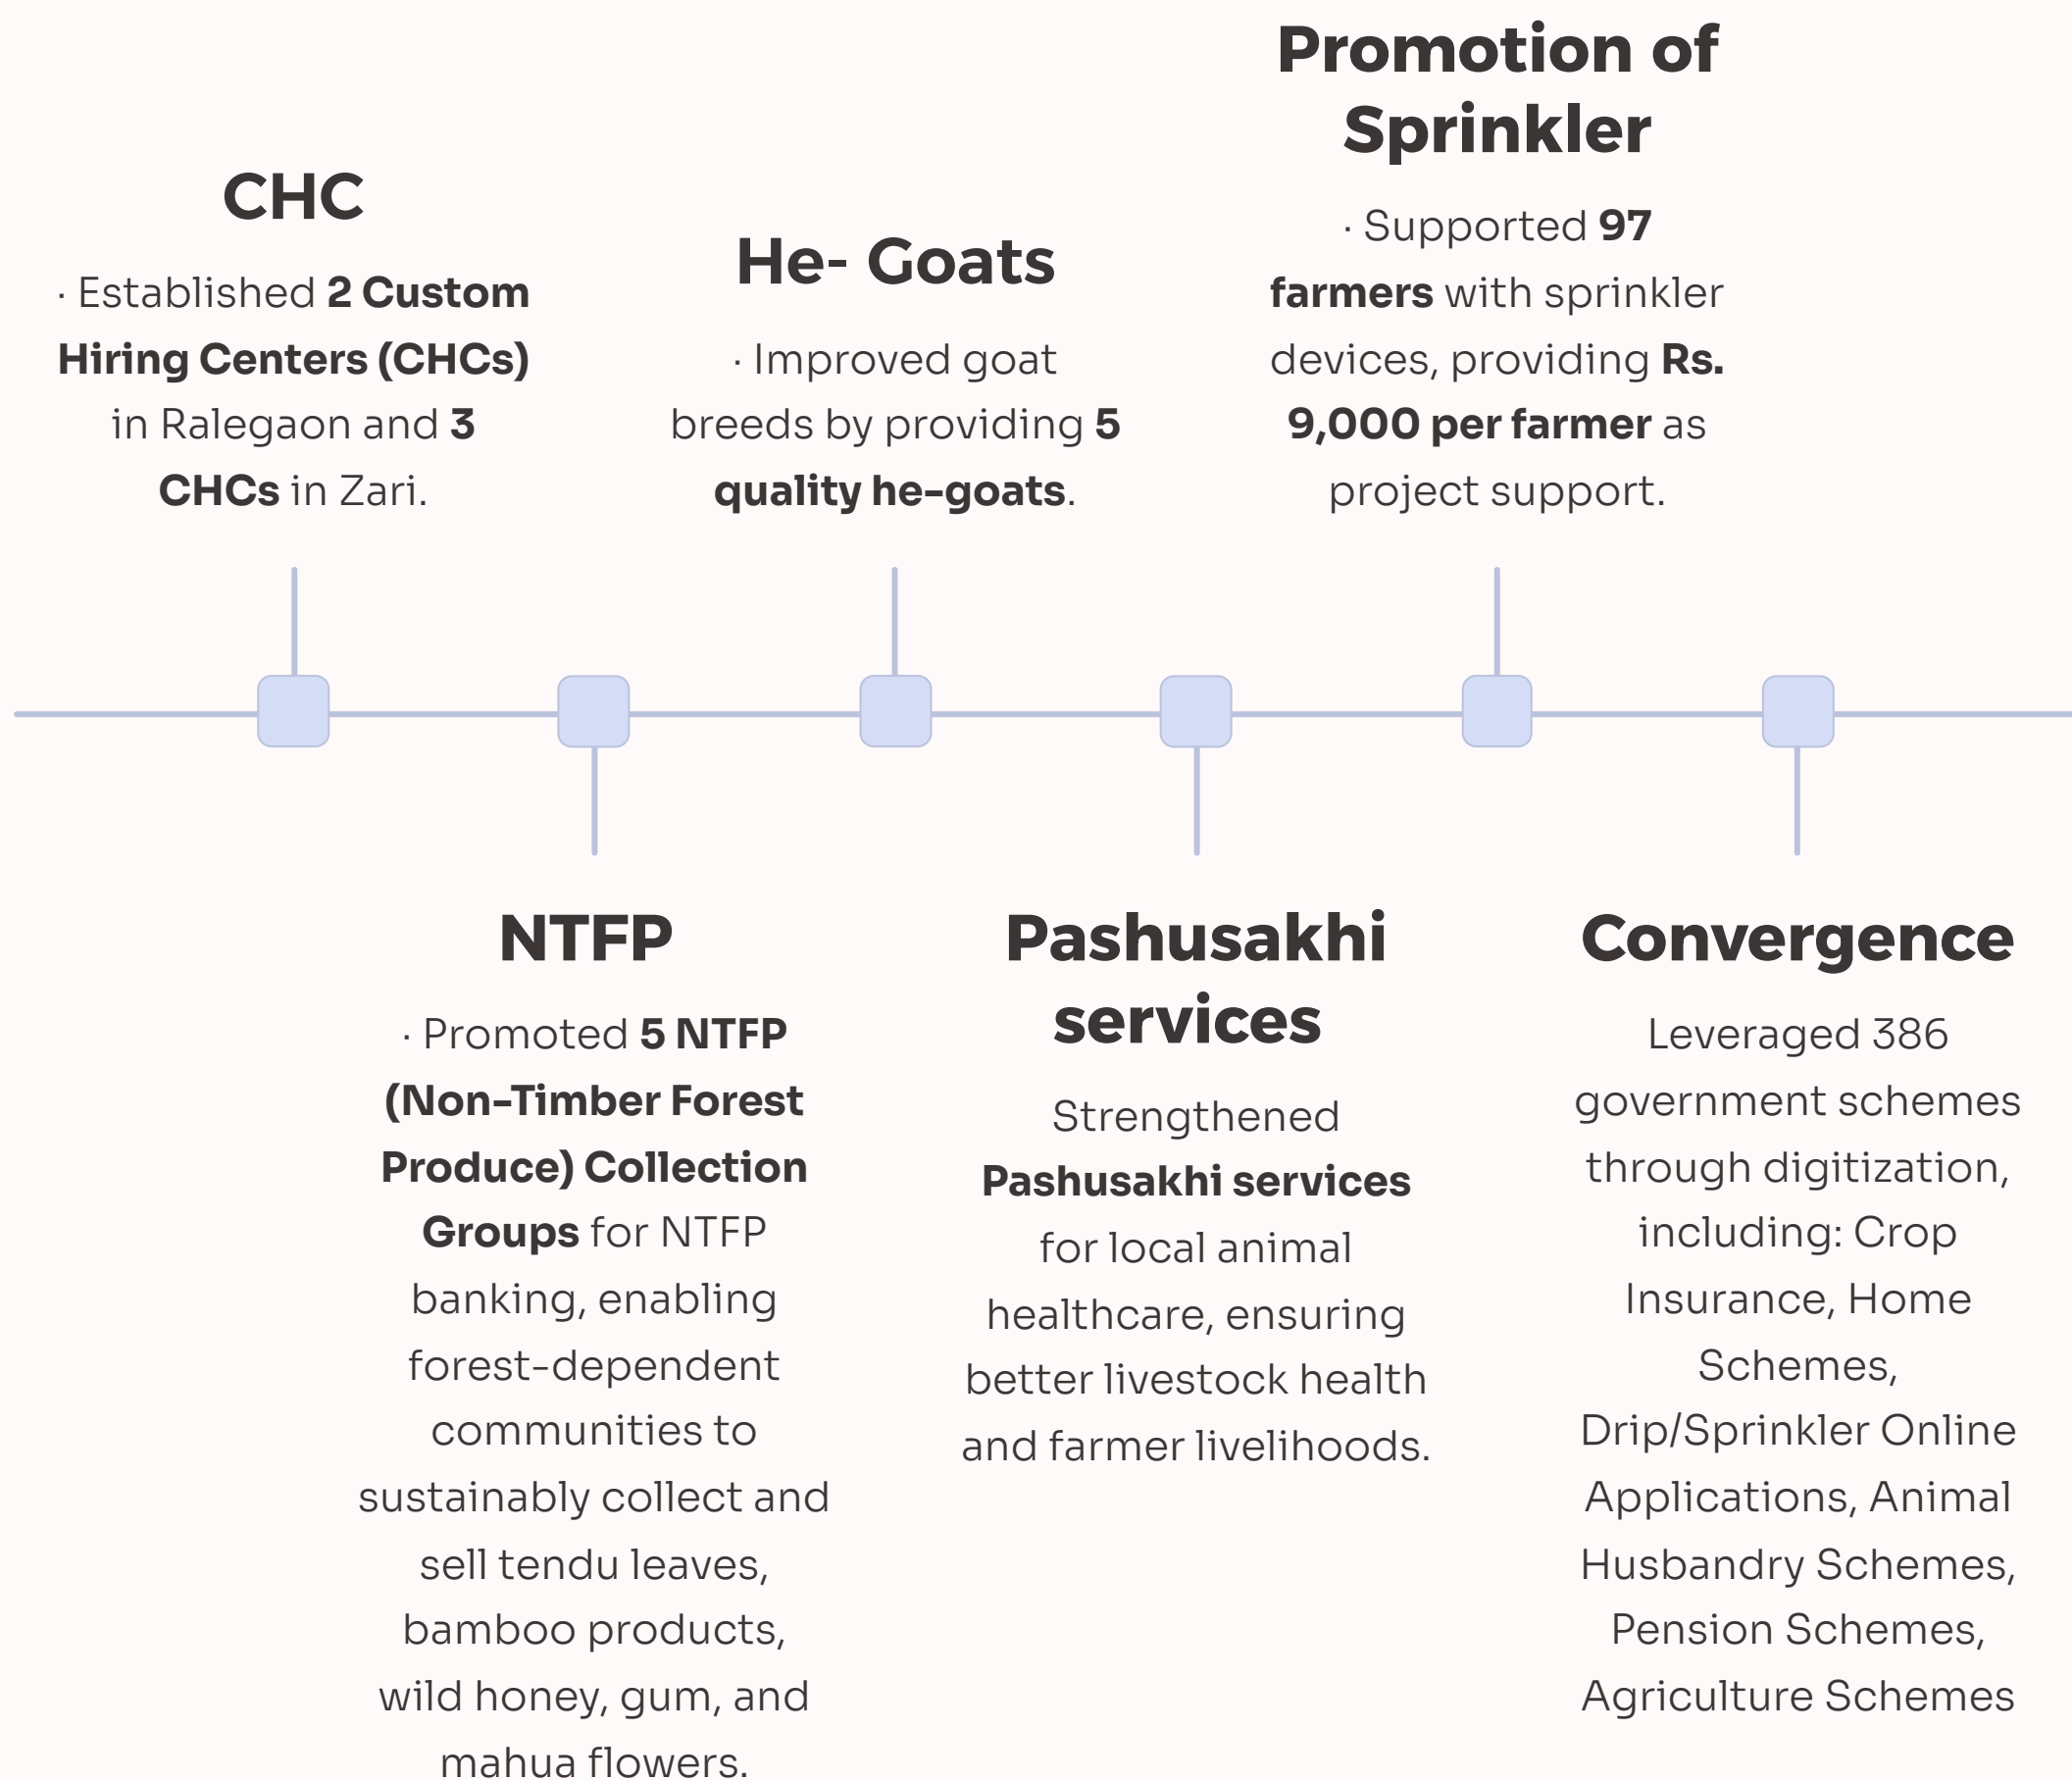 CHC
· Established 2 Custom
Hiring Centers (CHCs)
in Ralegaon and 3
CHCs in Zari.
NTFP
· Promoted 5 NTFP
(Non-Timber Forest
Produce) Collection
Groups for NTFP
banking, enabling
forest-dependent
communities to
sustainably collect and
sell tendu leaves,
bamboo products,
wild honey, gum, and
mahua flowers.
He- Goats
· Improved goat
breeds by providing 5
quality he-goats.
Pashusakhi
services
Strengthened
Pashusakhi services
for local animal
healthcare, ensuring
better livestock health
and farmer livelihoods.
Promotion of
Sprinkler
· Supported 97
farmers with sprinkler
devices, providing Rs.
9,000 per farmer as
project support.
Convergence
Leveraged 386
government schemes
through digitization,
including: Crop
Insurance, Home
Schemes,
Drip/Sprinkler Online
Applications, Animal
Husbandry Schemes,
Pension Schemes,
Agriculture Schemes